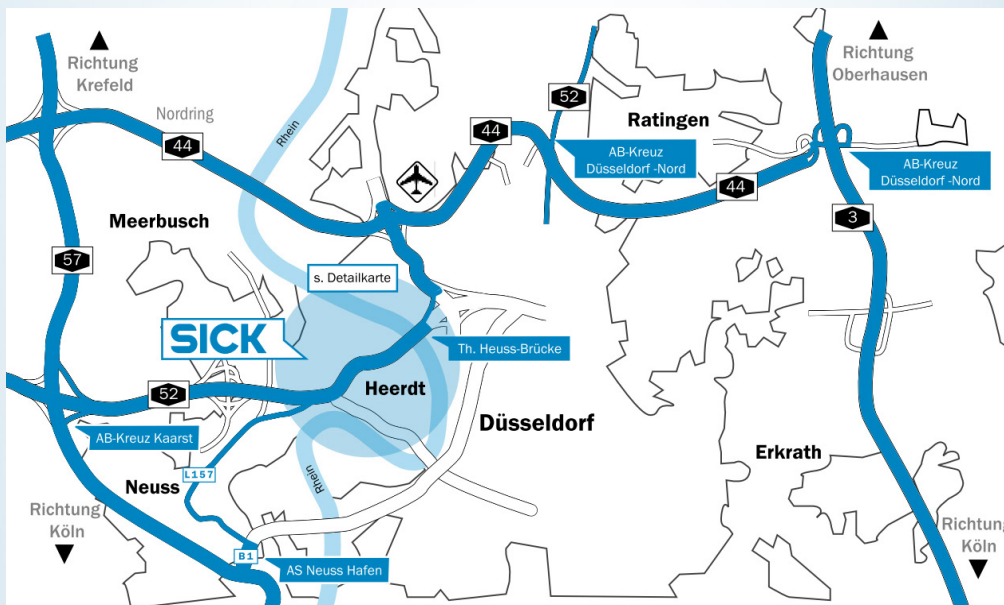 Richtung
Krefeld
Richtung
Oberhausen
Nordring
Rhein
44
44
52
Ratingen
AB-Kreuz
Düsseldorf -Nord
AB-Kreuz
Düsseldorf -Nord
44
Meerbusch
3
57
s. Detailkarte
SICK
Th. Heuss-Brücke
52
Heerdt
Düsseldorf
AB-Kreuz Kaarst
Erkrath
L157
Neuss
Rhein
Richtung
Köln
Richtung
Köln
B1
AS Neuss Hafen